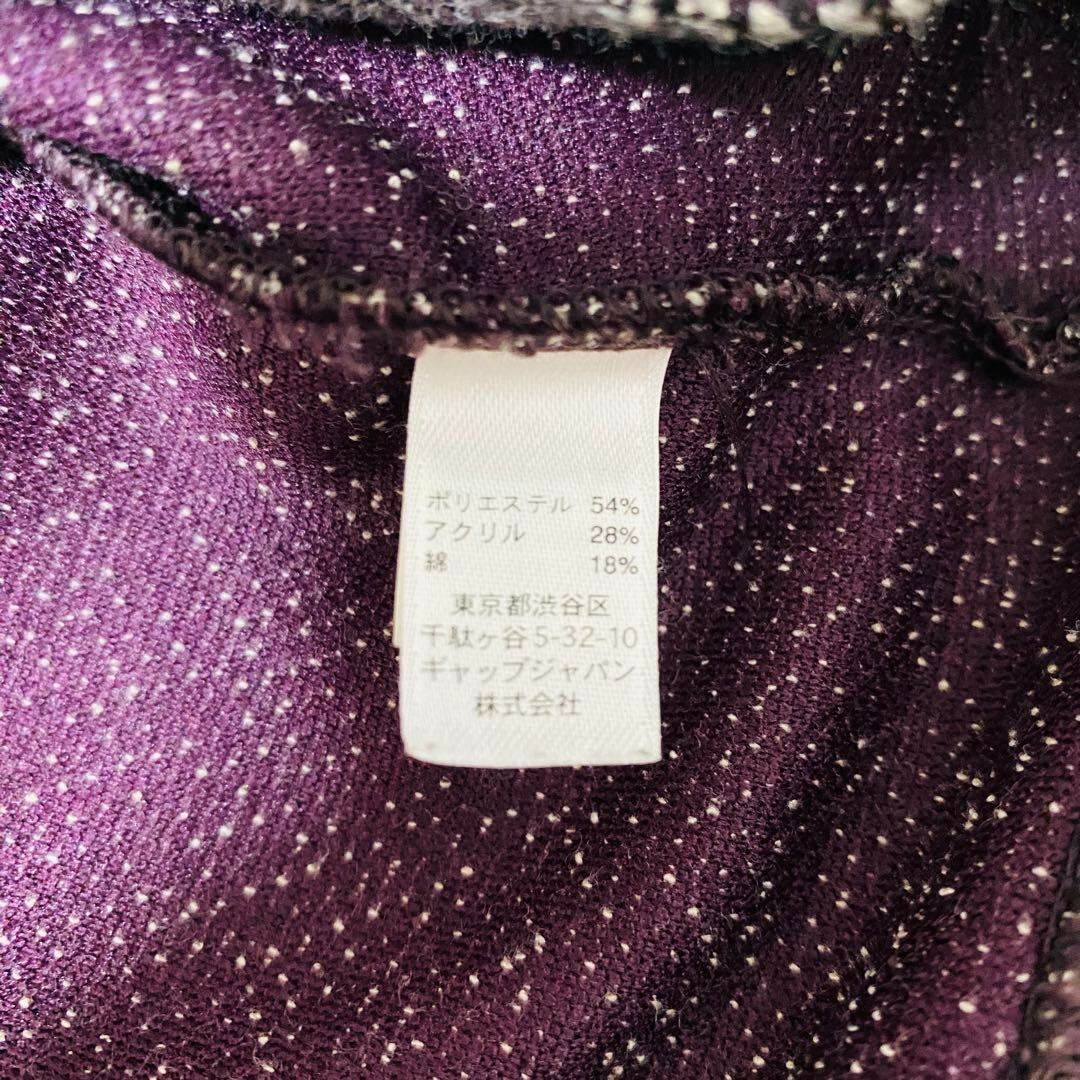 ポリエステル 54%
アクリル 28%
綿 18%
東京都渋谷区
千駄ヶ谷5-32-10
ギャップジャパン
株式会社